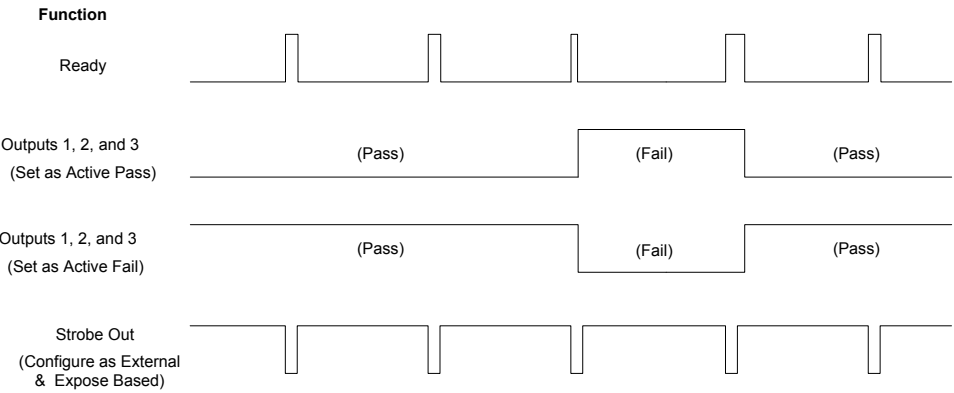 Function
Ready
Outputs 1, 2, and 3
(Set as Active Pass)
(Pass)
(Fail)
(Pass)
Outputs 1, 2, and 3
(Set as Active Fail)
(Pass)
(Fail)
(Pass)
Strobe Out
(Configure as External
& Expose Based)